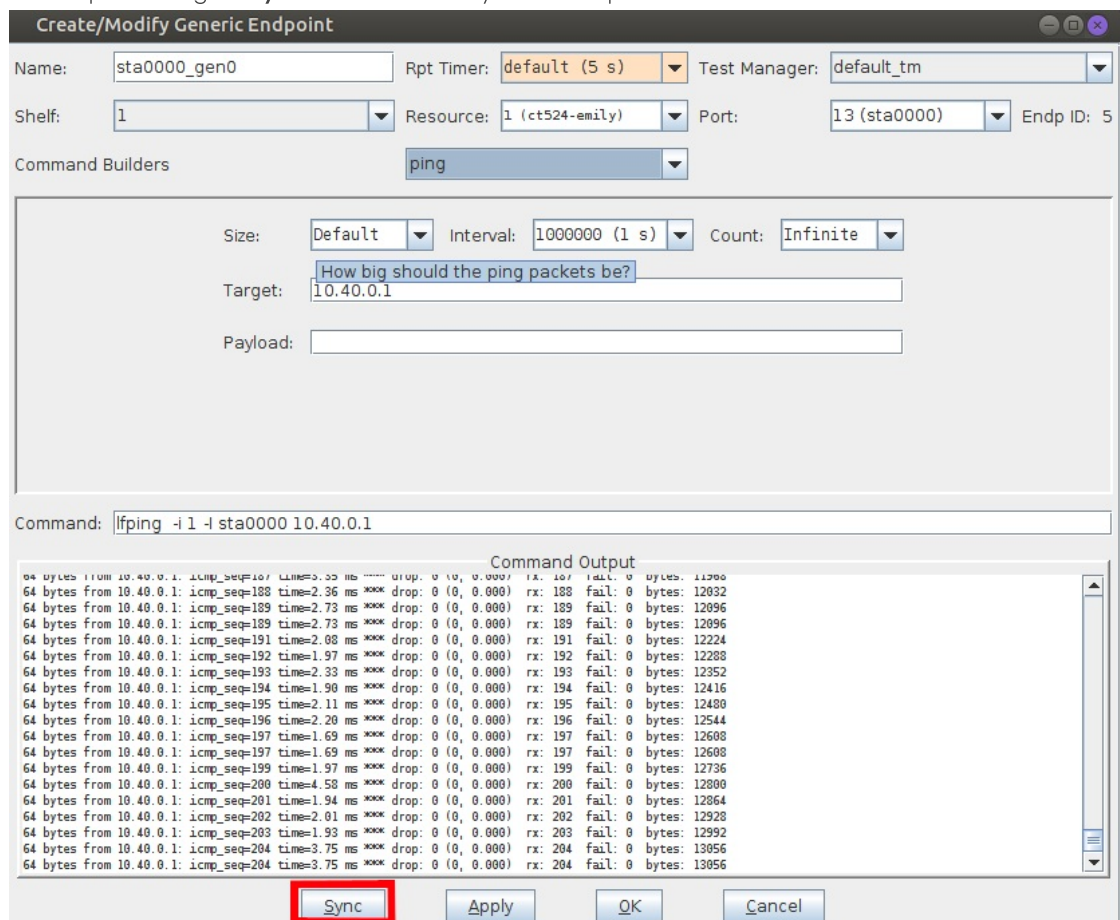 Create/Modify Generic Endpoint
Name: sta0000_gen0 Rpt Timer: default (5 s) Test Manager: default_tm
Shelf: 1 Resource: 1 (ct524-emily) Port: 13 (sta0000) Endp ID: 5
Command Builders ping
Size: Default Interval: 1000000 (1 s) Count: Infinite
How big should the ping packets be?
Target: 10.40.0.1
Payload:
Command: lfping -i 1 -I sta0000 10.40.0.1
Command Output
64 bytes from 10.40.0.1: icmp_seq=187 time=3.35 ms *** drop: 0 (0, 0.000) rx: 187 fail: 0 bytes: 11968
64 bytes from 10.40.0.1: icmp_seq=188 time=2.36 ms *** drop: 0 (0, 0.000) rx: 188 fail: 0 bytes: 12032
64 bytes from 10.40.0.1: icmp_seq=189 time=2.73 ms *** drop: 0 (0, 0.000) rx: 189 fail: 0 bytes: 12096
64 bytes from 10.40.0.1: icmp_seq=189 time=2.73 ms *** drop: 0 (0, 0.000) rx: 189 fail: 0 bytes: 12096
64 bytes from 10.40.0.1: icmp_seq=191 time=2.08 ms *** drop: 0 (0, 0.000) rx: 191 fail: 0 bytes: 12224
64 bytes from 10.40.0.1: icmp_seq=192 time=1.97 ms *** drop: 0 (0, 0.000) rx: 192 fail: 0 bytes: 12288
64 bytes from 10.40.0.1: icmp_seq=193 time=2.33 ms *** drop: 0 (0, 0.000) rx: 193 fail: 0 bytes: 12352
64 bytes from 10.40.0.1: icmp_seq=194 time=1.90 ms *** drop: 0 (0, 0.000) rx: 194 fail: 0 bytes: 12416
64 bytes from 10.40.0.1: icmp_seq=195 time=2.11 ms *** drop: 0 (0, 0.000) rx: 195 fail: 0 bytes: 12480
64 bytes from 10.40.0.1: icmp_seq=196 time=2.20 ms *** drop: 0 (0, 0.000) rx: 196 fail: 0 bytes: 12544
64 bytes from 10.40.0.1: icmp_seq=197 time=1.69 ms *** drop: 0 (0, 0.000) rx: 197 fail: 0 bytes: 12608
64 bytes from 10.40.0.1: icmp_seq=197 time=1.69 ms *** drop: 0 (0, 0.000) rx: 197 fail: 0 bytes: 12608
64 bytes from 10.40.0.1: icmp_seq=199 time=1.97 ms *** drop: 0 (0, 0.000) rx: 199 fail: 0 bytes: 12736
64 bytes from 10.40.0.1: icmp_seq=200 time=4.58 ms *** drop: 0 (0, 0.000) rx: 200 fail: 0 bytes: 12800
64 bytes from 10.40.0.1: icmp_seq=201 time=1.94 ms *** drop: 0 (0, 0.000) rx: 201 fail: 0 bytes: 12864
64 bytes from 10.40.0.1: icmp_seq=202 time=2.01 ms *** drop: 0 (0, 0.000) rx: 202 fail: 0 bytes: 12928
64 bytes from 10.40.0.1: icmp_seq=203 time=1.93 ms *** drop: 0 (0, 0.000) rx: 203 fail: 0 bytes: 12992
64 bytes from 10.40.0.1: icmp_seq=204 time=3.75 ms *** drop: 0 (0, 0.000) rx: 204 fail: 0 bytes: 13056
64 bytes from 10.40.0.1: icmp_seq=204 time=3.75 ms *** drop: 0 (0, 0.000) rx: 204 fail: 0 bytes: 13056
Sync Apply OK Cancel